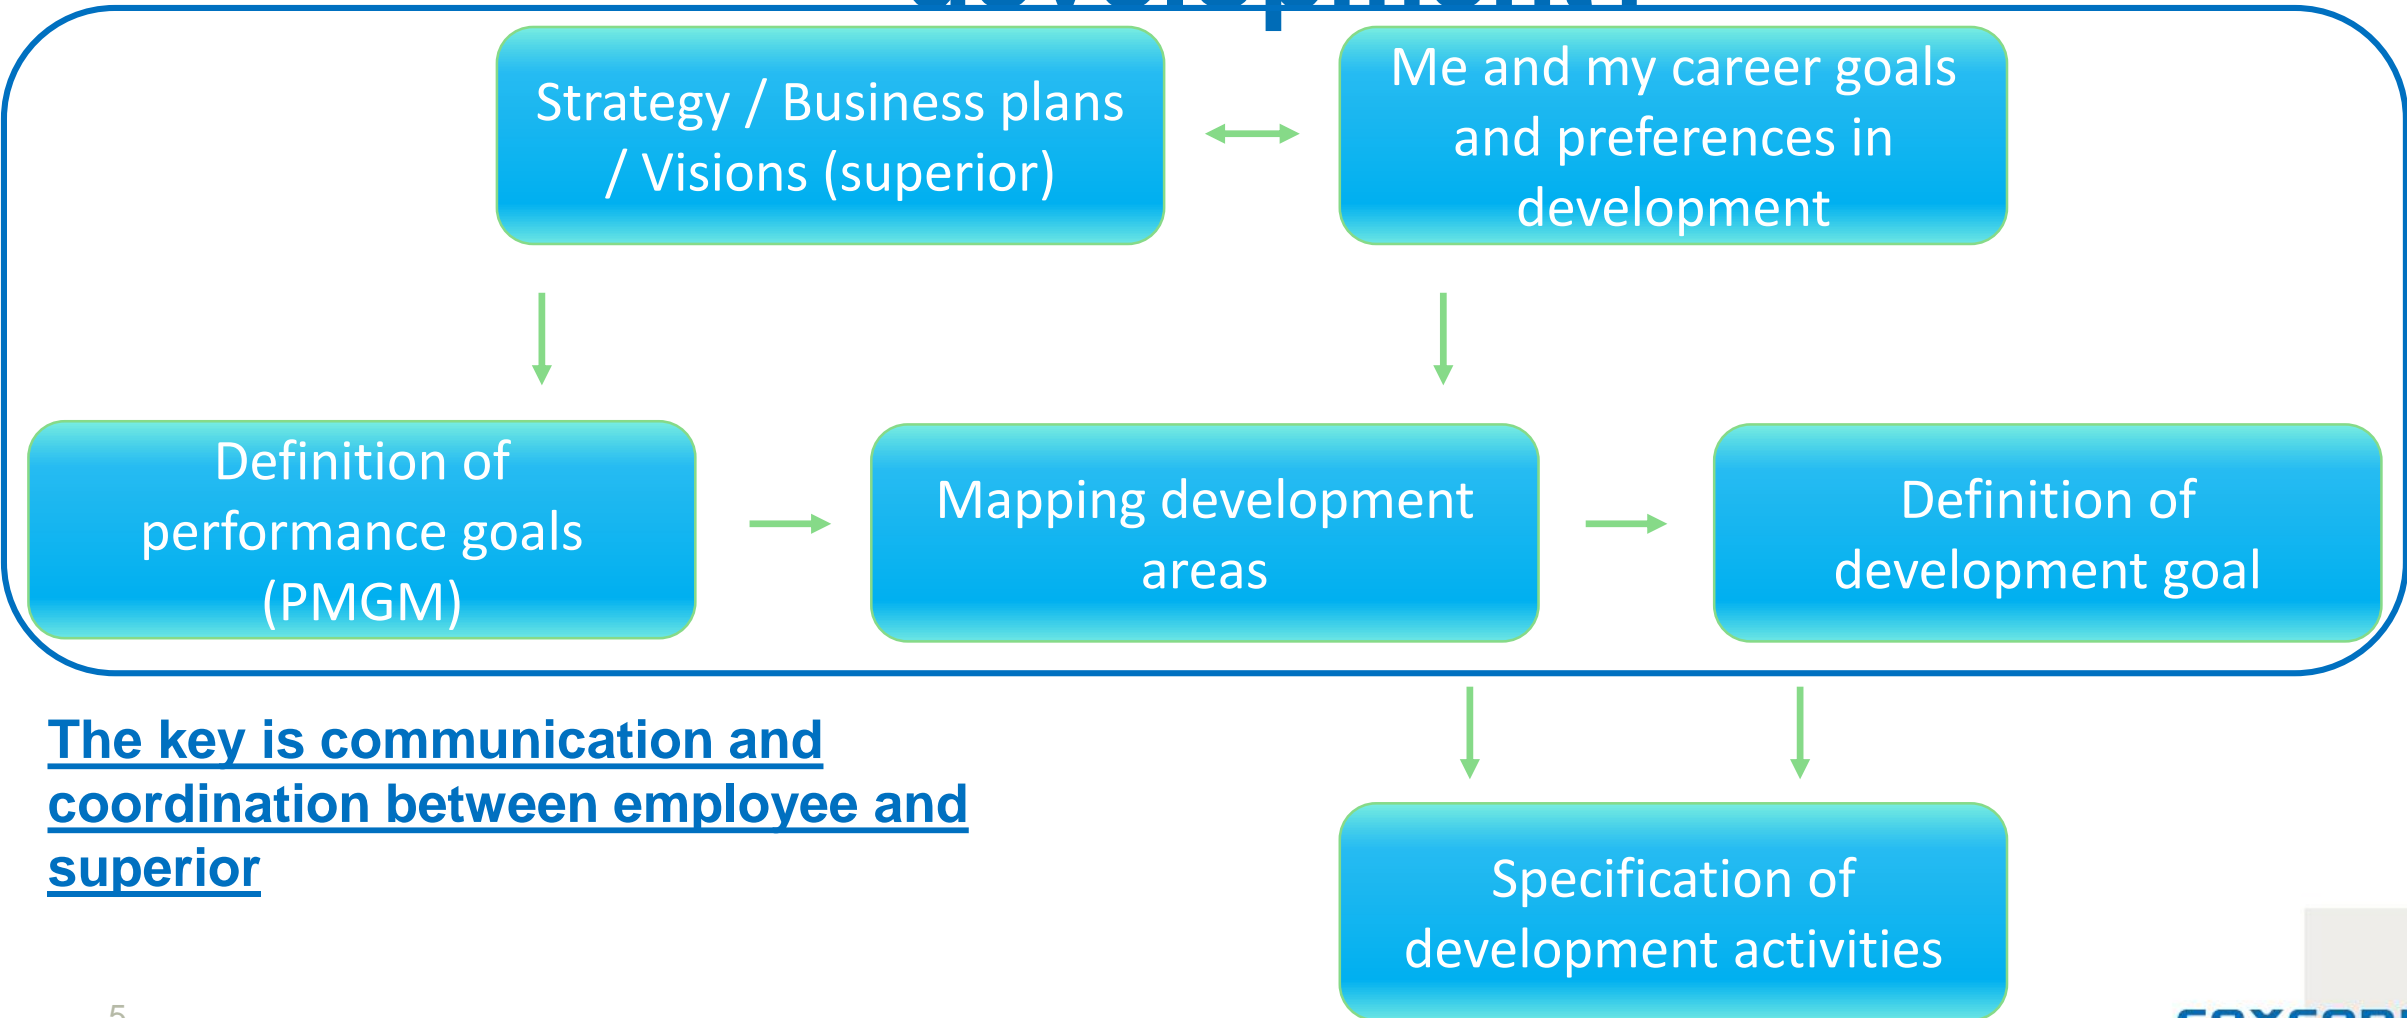 Strategy / Business plans
/ Visions (superior)
Me and my career goals
and preferences in
development
Definition of
performance goals
(PMGM)
Mapping development
areas
Definition of
development goal
The key is communication and
coordination between employee and
superior
Specification of
development activities
5